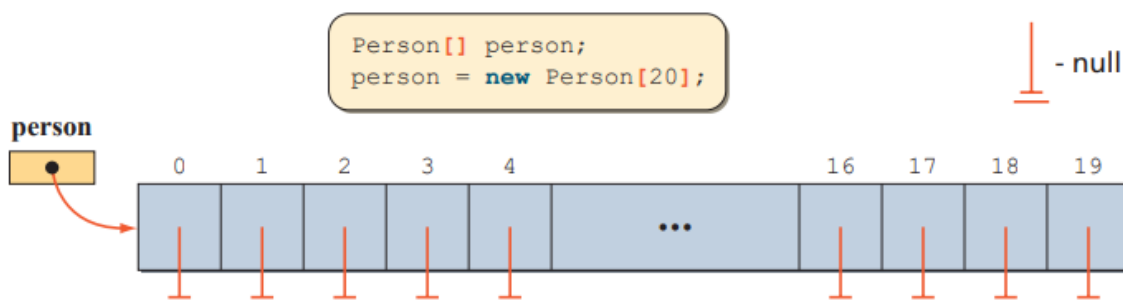 Person[] person;
person = new Person[20];
- null
person
0 1 2 3 4 16 17 18 19
...